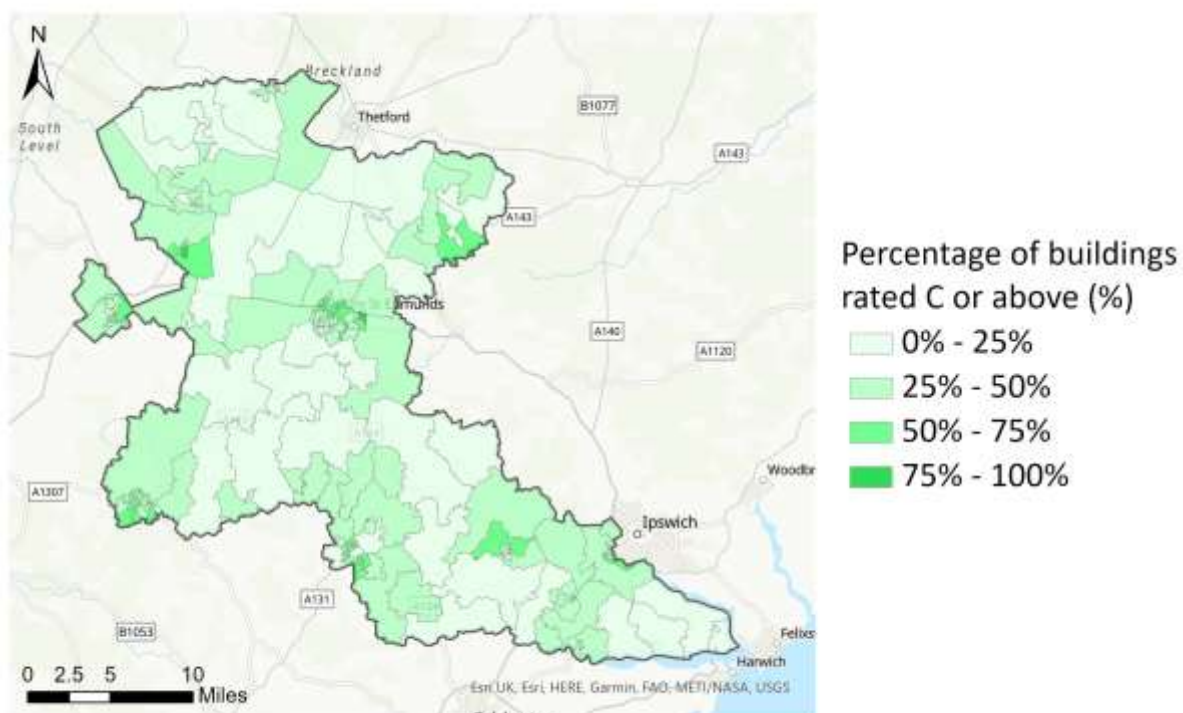 N
Breckland
Thetford
South
Level
B1077
A143
A143
munds
A140
A1120
A1307
Woodbr
Ipswich
A131
B1053
Felixs
Harwich
0 2.5 5 10
Miles
Esri UK, Esri, HERE, Garmin, FAO, METI/NASA, USGS
Percentage of buildings
rated C or above (%)
0% - 25%
25% - 50%
50% - 75%
75% - 100%